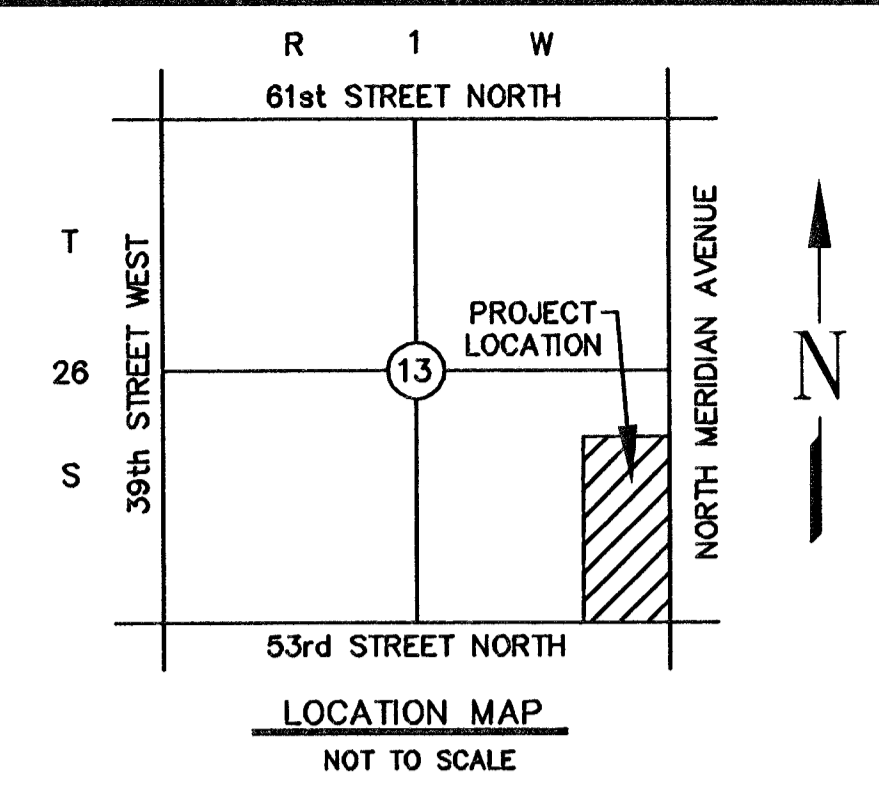 R 1 W
61st STREET NORTH
T
26
S
39th STREET WEST
NORTH MERIDIAN AVENUE
PROJECT
LOCATION
13
N
53rd STREET NORTH
LOCATION MAP
NOT TO SCALE